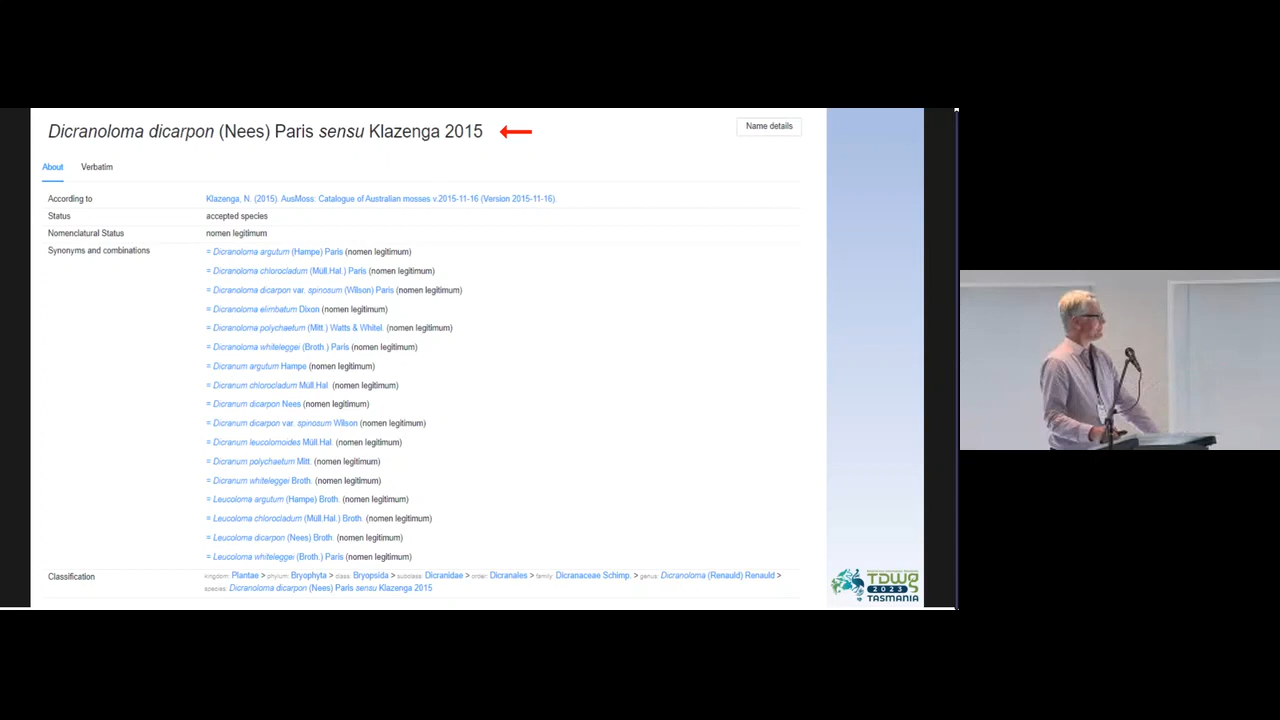 Dicranoloma dicarpon (Nees) Paris sensu Klazenga 2015
Name details
About Verbatim
According to Klazenga, N. (2015). AusMoss: Catalogue of Australian mosses v.2015-11-16 (Version 2015-11-16).
Status accepted species
Nomenclatural Status nomen legitimum
Synonyms and combinations = Dicranoloma argutum (Hampe) Paris (nomen legitimum)
= Dicranoloma chlorocladum (Müll.Hal.) Paris (nomen legitimum)
= Dicranoloma dicarpon var. spinosum (Wilson) Paris (nomen legitimum)
= Dicranoloma elimbatum Dixon (nomen legitimum)
= Dicranoloma polychaetum (Mitt.) Watts & Whitel. (nomen legitimum)
= Dicranoloma whiteleggei (Broth.) Paris (nomen legitimum)
= Dicranum argutum Hampe (nomen legitimum)
= Dicranum chlorocladum Müll.Hal. (nomen legitimum)
= Dicranum dicarpon Nees (nomen legitimum)
= Dicranum dicarpon var. spinosum Wilson (nomen legitimum)
= Dicranum leucolomoides Müll.Hal. (nomen legitimum)
= Dicranum polychaetum Mitt. (nomen legitimum)
= Dicranum whiteleggei Broth. (nomen legitimum)
= Leucoloma argutum (Hampe) Broth. (nomen legitimum)
= Leucoloma chlorocladum (Müll.Hal.) Broth. (nomen legitimum)
= Leucoloma dicarpon (Nees) Broth. (nomen legitimum)
= Leucoloma whiteleggei (Broth.) Paris (nomen legitimum)
Classification kingdom: Plantae > phylum: Bryophyta > class: Bryopsida > subclass: Dicranidae > order: Dicranales > family: Dicranaceae Schimp. > genus: Dicranoloma (Renauld) Renauld >
species: Dicranoloma dicarpon (Nees) Paris sensu Klazenga 2015
TDWG
2023
TASMANIA